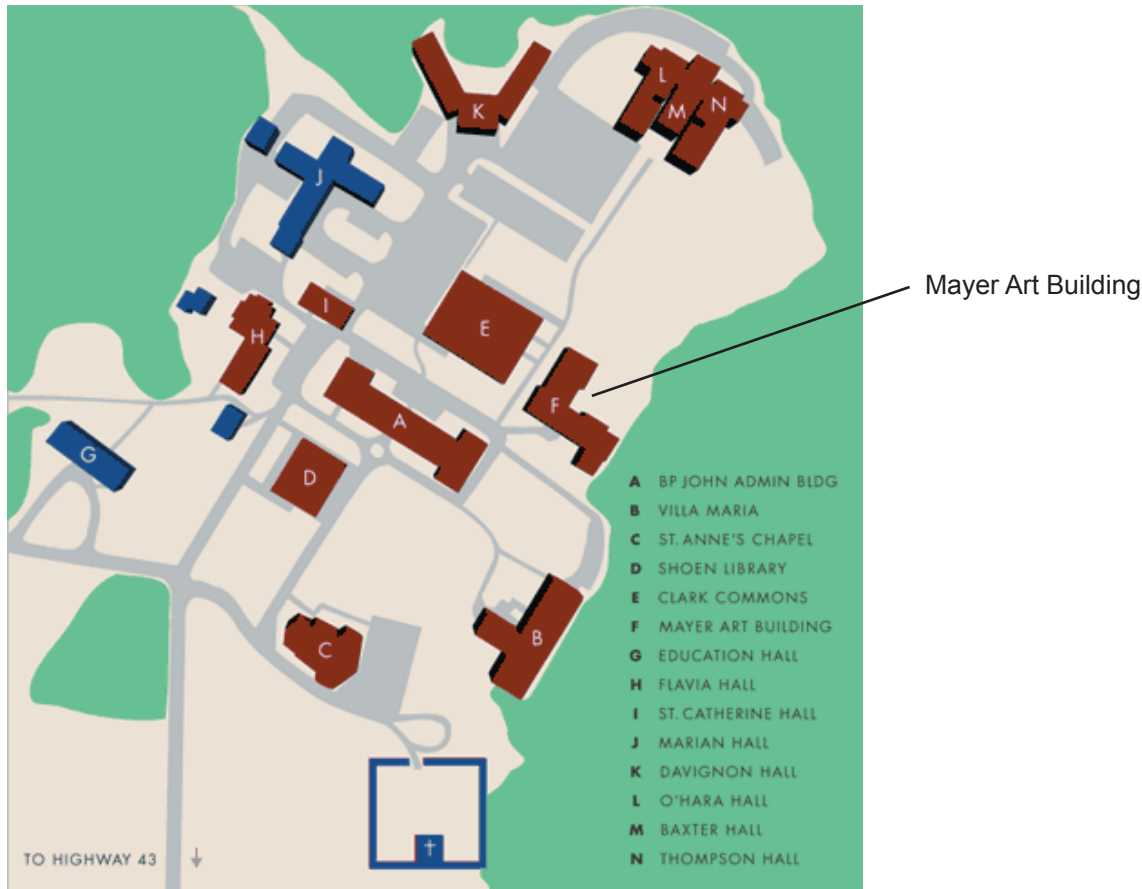 K
L
M
N
J
Mayer Art Building
I
E
H
F
A
G
D
A BP JOHN ADMIN BLDG
B VILLA MARIA
C ST. ANNE'S CHAPEL
D SHOEN LIBRARY
E CLARK COMMONS
F MAYER ART BUILDING
G EDUCATION HALL
H FLAVIA HALL
I ST. CATHERINE HALL
J MARIAN HALL
K DAVIGNON HALL
L O'HARA HALL
M BAXTER HALL
N THOMPSON HALL
B
C
TO HIGHWAY 43